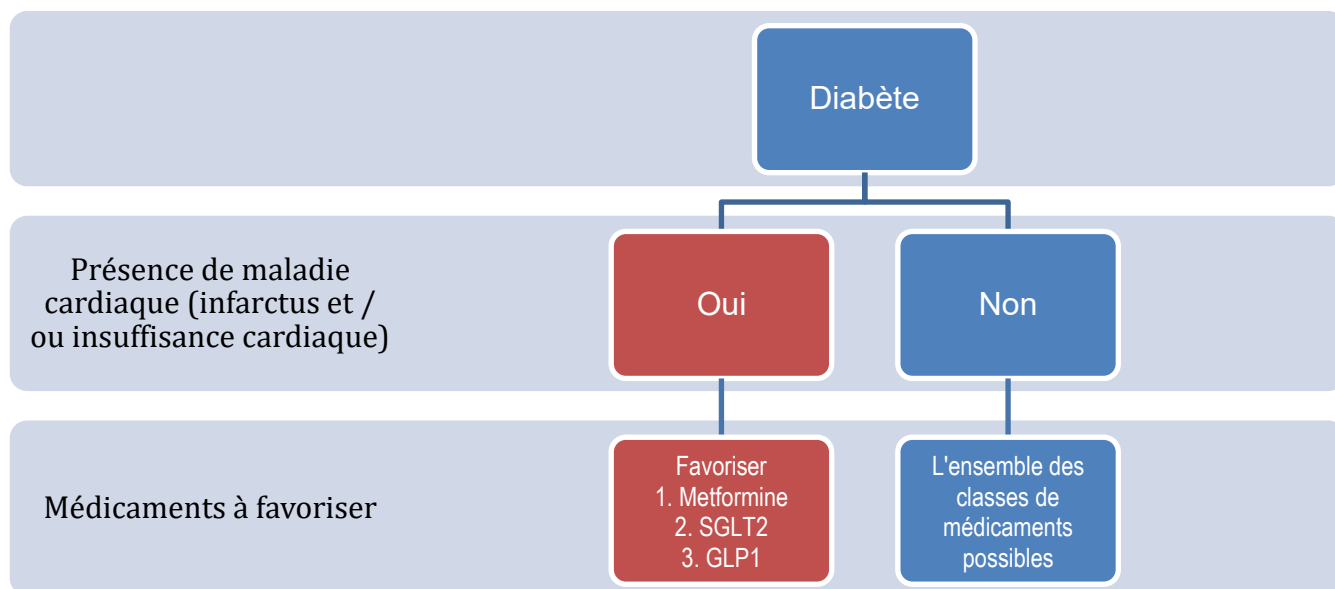 Diabète
Présence de maladie
cardiaque (infarctus et /
ou insuffisance cardiaque)
Oui
Non
Médicaments à favoriser
Favoriser
1. Metformine
2. SGLT2
3. GLP1
L'ensemble des
classes de
médicaments
possibles